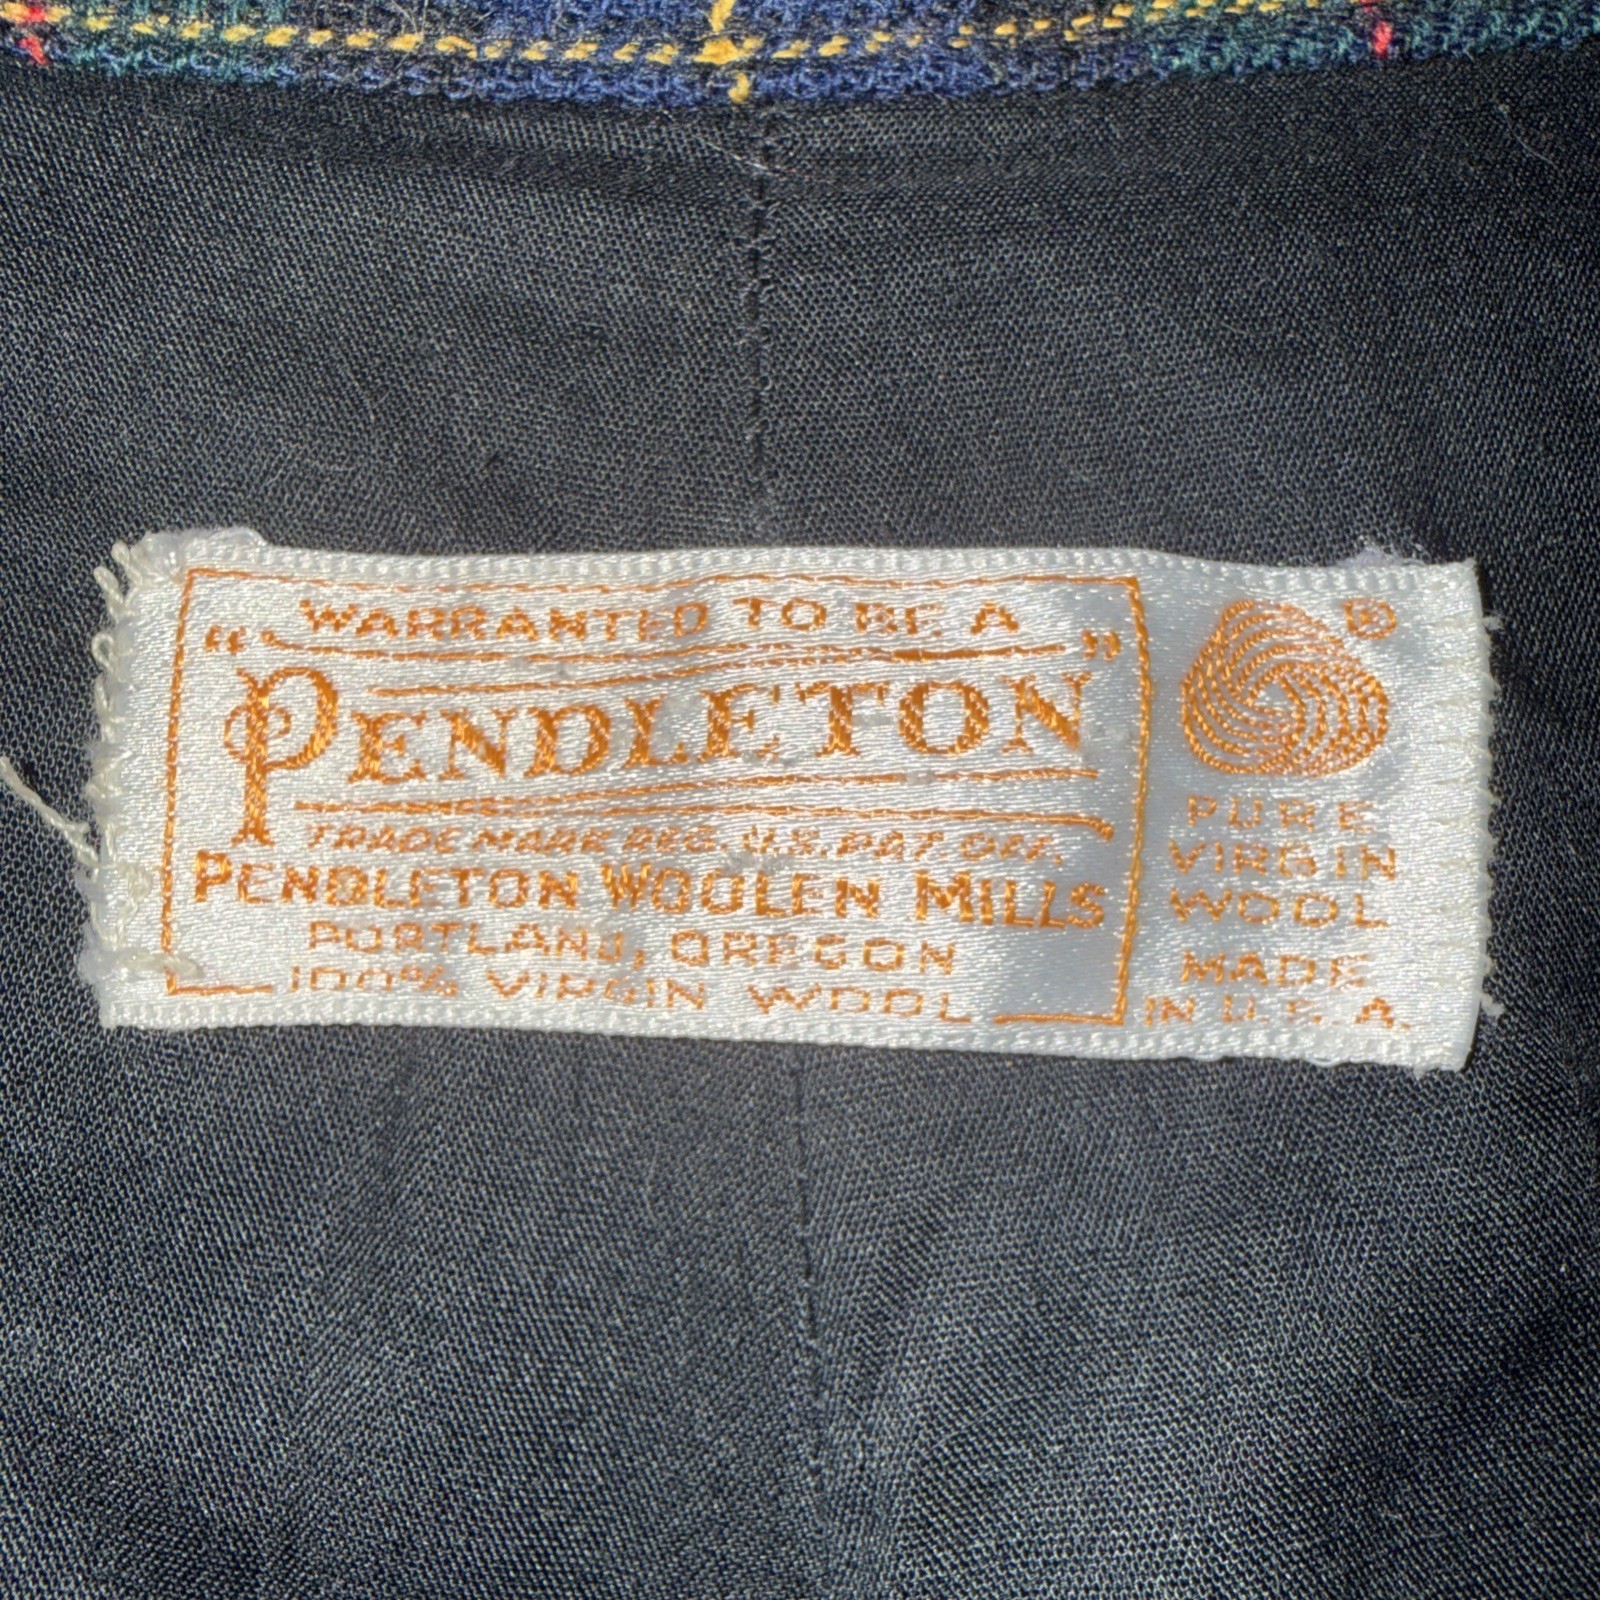 WARRANTED TO BE A
"PENDLETON"
TRADE MARK REG. U.S. PAT. OFF.
PENDLETON WOOLEN MILLS
PORTLAND, OREGON
100% VIRGIN WOOL
®
PURE
VIRGIN
WOOL
MADE
IN U.S.A.